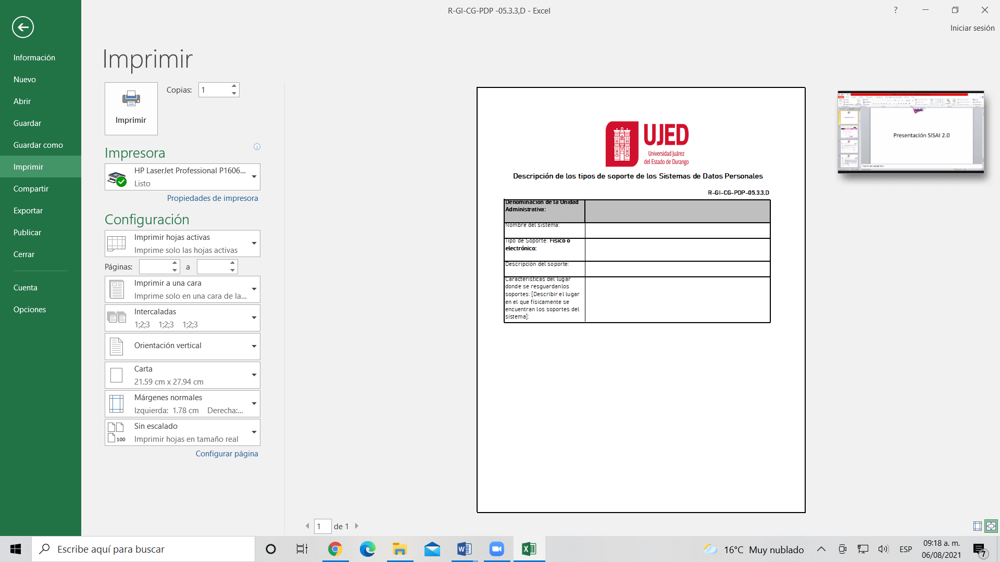 R-GI-CG-PDP -05.3.3,D - Excel
?
Iniciar sesión
Información
Nuevo
Abrir
Guardar
Guardar como
Imprimir
Compartir
Exportar
Publicar
Cerrar
Cuenta
Opciones
Imprimir
Imprimir
Copias: 1
Impresora
HP LaserJet Professional P1606...
Listo
Propiedades de impresora
Configuración
Imprimir hojas activas
Imprime solo las hojas activas
Páginas: a
Imprimir a una cara
Imprime solo en una cara de la...
Intercaladas
1;2;3 1;2;3 1;2;3
Orientación vertical
Carta
21.59 cm x 27.94 cm
Márgenes normales
Izquierda: 1.78 cm Derecha:...
Sin escalado
100
Imprimir hojas en tamaño real
Configurar página
UJED
Universidad Juárez
del Estado de Durango
Descripción de los tipos de soporte de los Sistemas de Datos Personales
R-GI-CG-PDP-05.3.3,D
Denominación de la Unidad
Administrativa:
Nombre del sistema:
Tipo de Soporte: Físico o
electrónico:
Descripción del soporte:
Características del lugar
donde se resguardanlos
soportes: [Describir el lugar
en el que físicamente se
encuentran los soportes del
sistema]:
Presentación SISAI 2.0
1 de 1
Escribe aquí para buscar
16°C Muy nublado
ESP
09:18 a. m.
06/08/2021
7